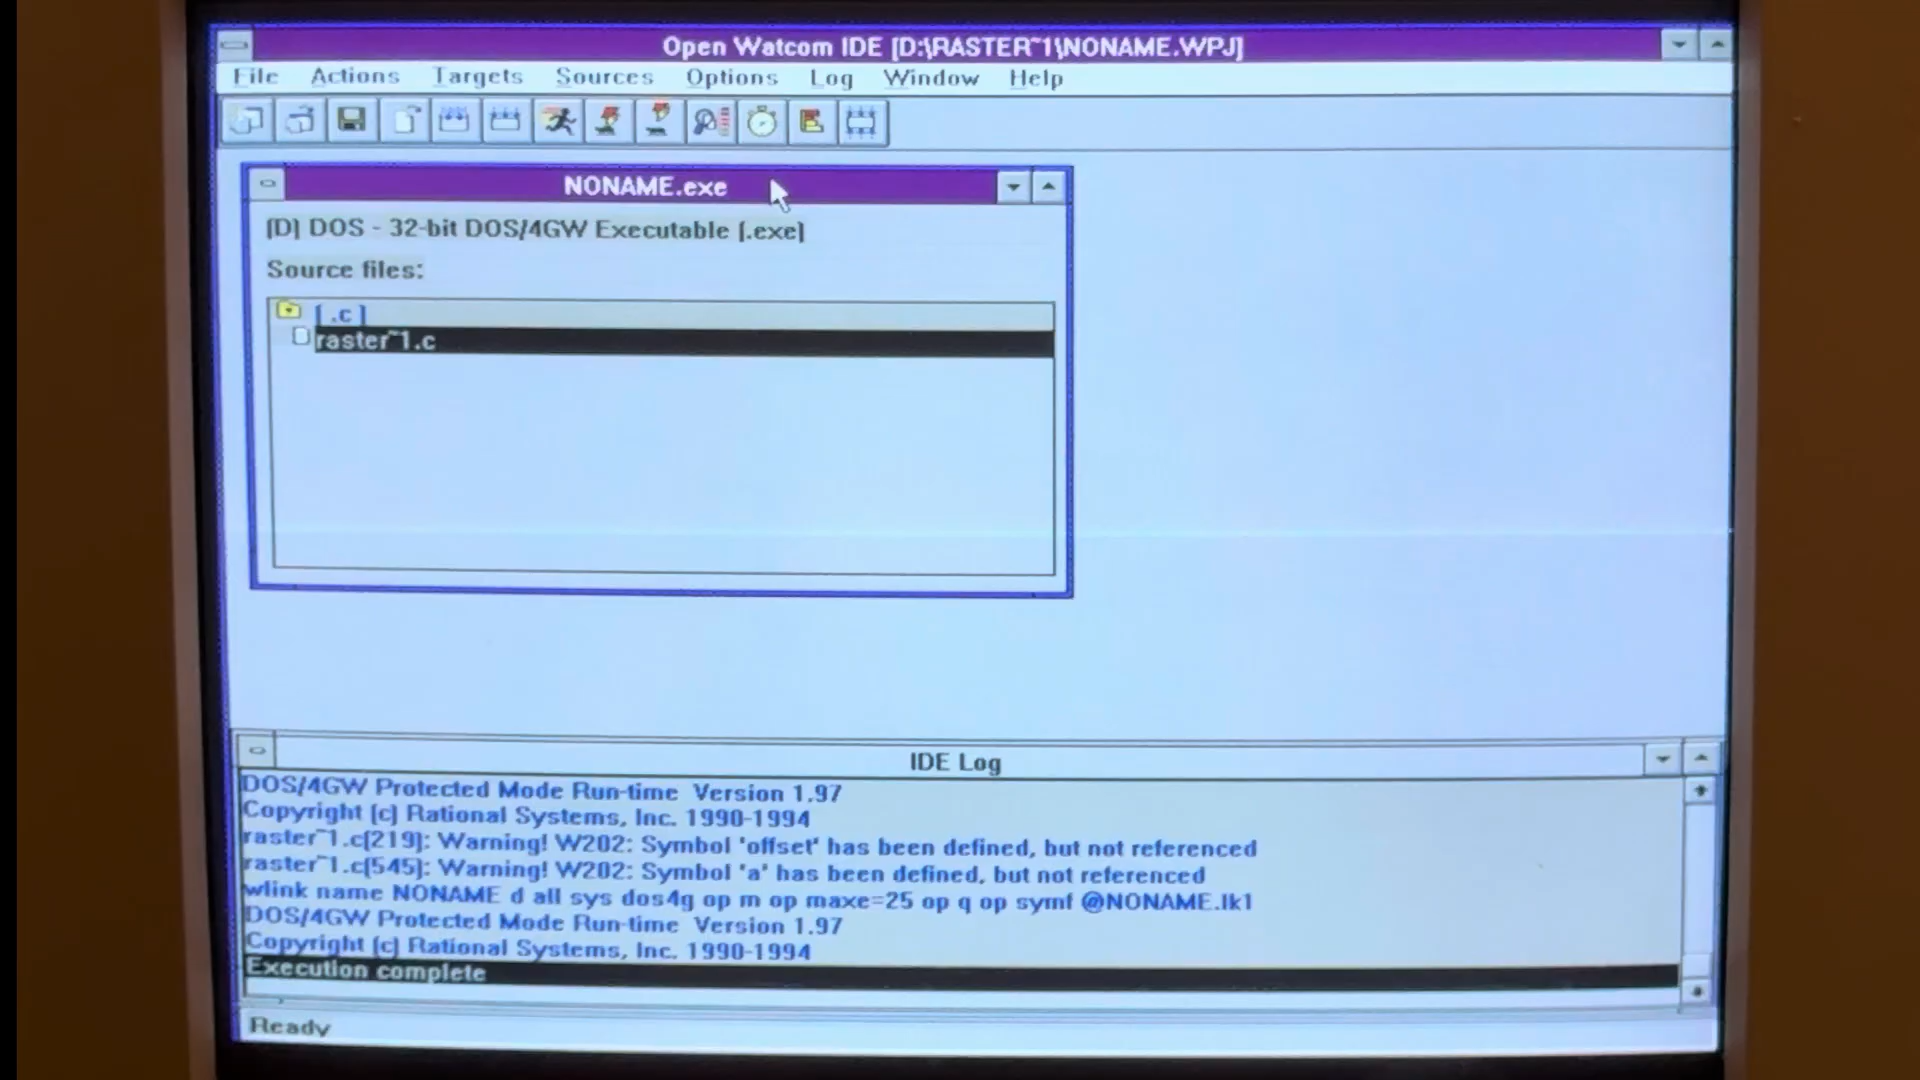 Open Watcom IDE [D:\RASTER~1\NONAME.WPJ]
File Actions Targets Sources Options Log Window Help
NONAME.exe
[D] DOS - 32-bit DOS/4GW Executable [.exe]
Source files:
[ .c ]
raster~1.c
IDE Log
DOS/4GW Protected Mode Run-time Version 1.97
Copyright (c) Rational Systems, Inc. 1990-1994
raster~1.c(219): Warning! W202: Symbol 'offset' has been defined, but not referenced
raster~1.c(545): Warning! W202: Symbol 'a' has been defined, but not referenced
wlink name NONAME d all sys dos4g op m op maxe=25 op q op symf @NONAME.lk1
DOS/4GW Protected Mode Run-time Version 1.97
Copyright (c) Rational Systems, Inc. 1990-1994
Execution complete
Ready